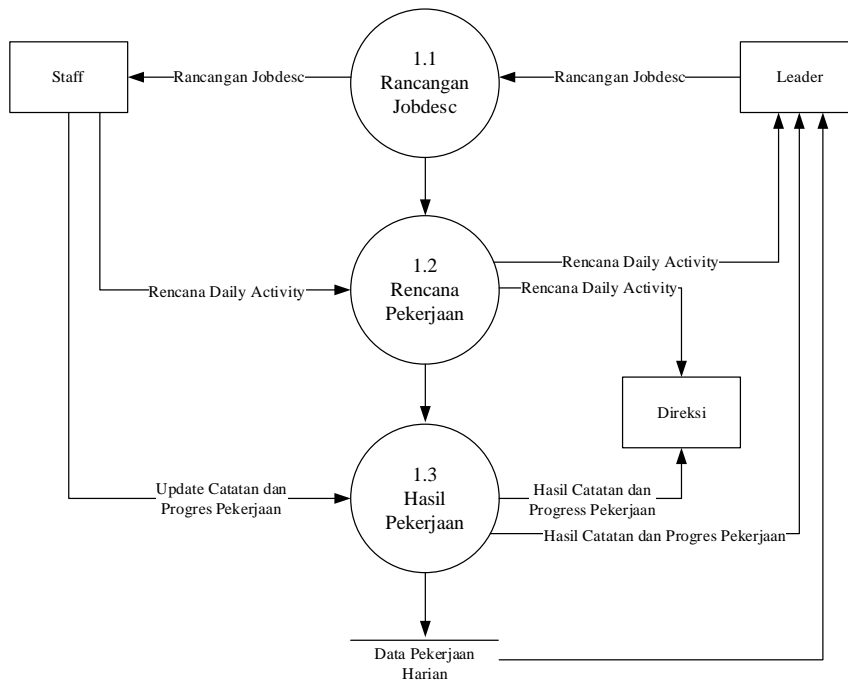 Staff
Rancangan Jobdesc
1.1
Rancangan
Jobdesc
Rancangan Jobdesc
Leader
Rencana Daily Activity
1.2
Rencana
Pekerjaan
Rencana Daily Activity
Rencana Daily Activity
Direksi
Update Catatan dan
Progres Pekerjaan
1.3
Hasil
Pekerjaan
Hasil Catatan dan
Progress Pekerjaan
Hasil Catatan dan Progres Pekerjaan
Data Pekerjaan
Harian